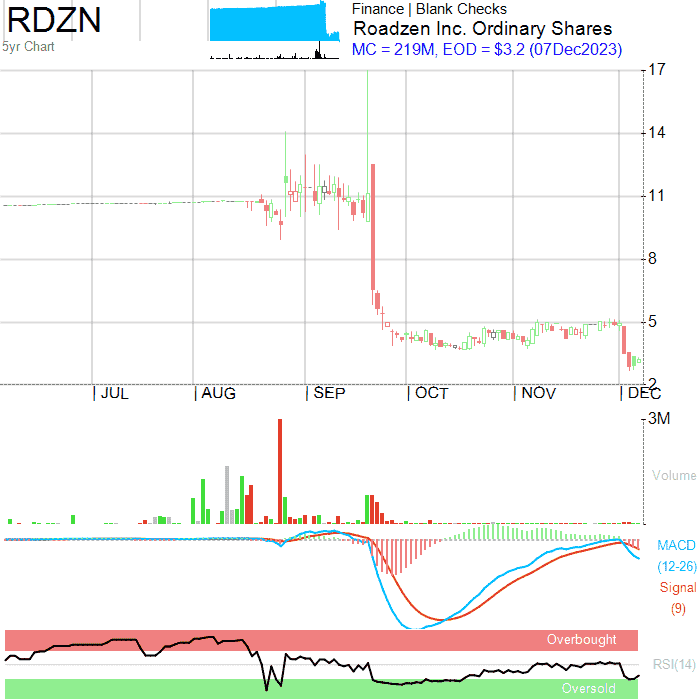 RDZN
5yr Chart
Finance | Blank Checks
Roadzen Inc. Ordinary Shares
MC = 219M, EOD = $3.2 (07Dec2023)
17
14
11
8
5
2
| JUL | AUG | SEP | OCT | NOV | DEC
3M
Volume
MACD
(12-26)
Signal
(9)
Overbought
RSI(14)
Oversold